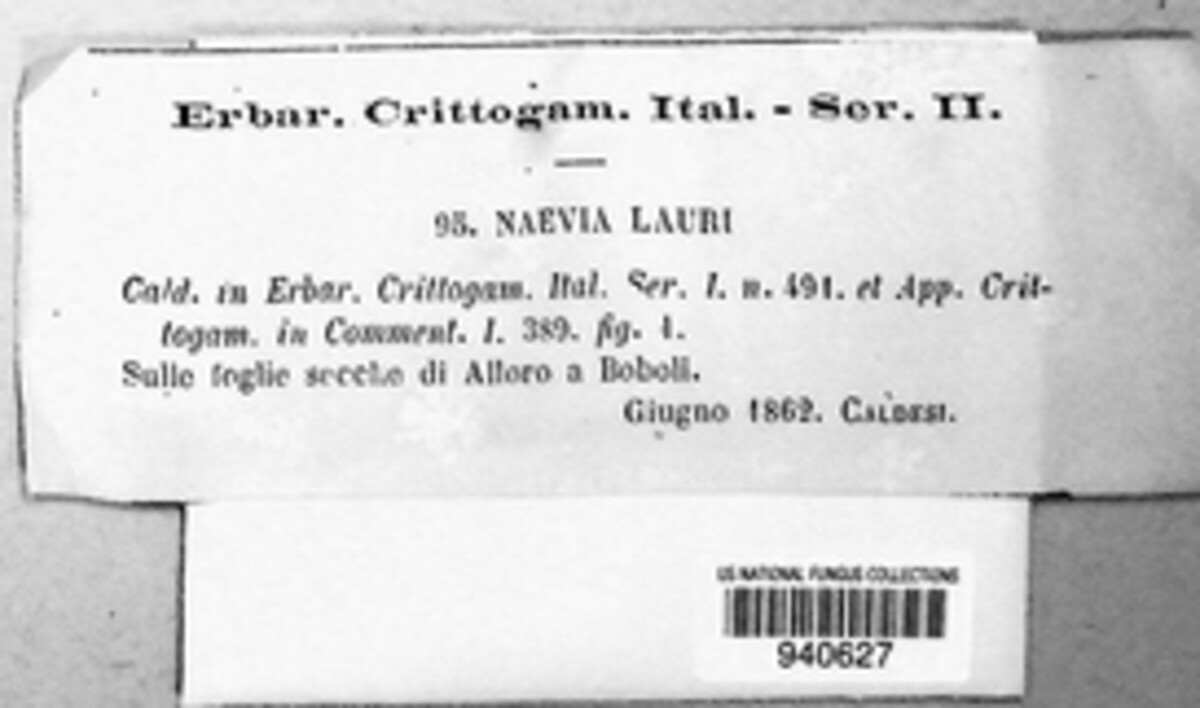 Erbar. Crittogam. Ital. - Ser. II.
95. NAEVIA LAURI
Cald. in Erbar. Crittogam. Ital. Ser. I. n. 491. et App. Crit-
togam. in Comment. I. 389. fig. 1.
Sulle foglie secche di Alloro a Boboli.
Giugno 1862. CALDESI.
US NATIONAL FUNGUS COLLECTIONS
940627